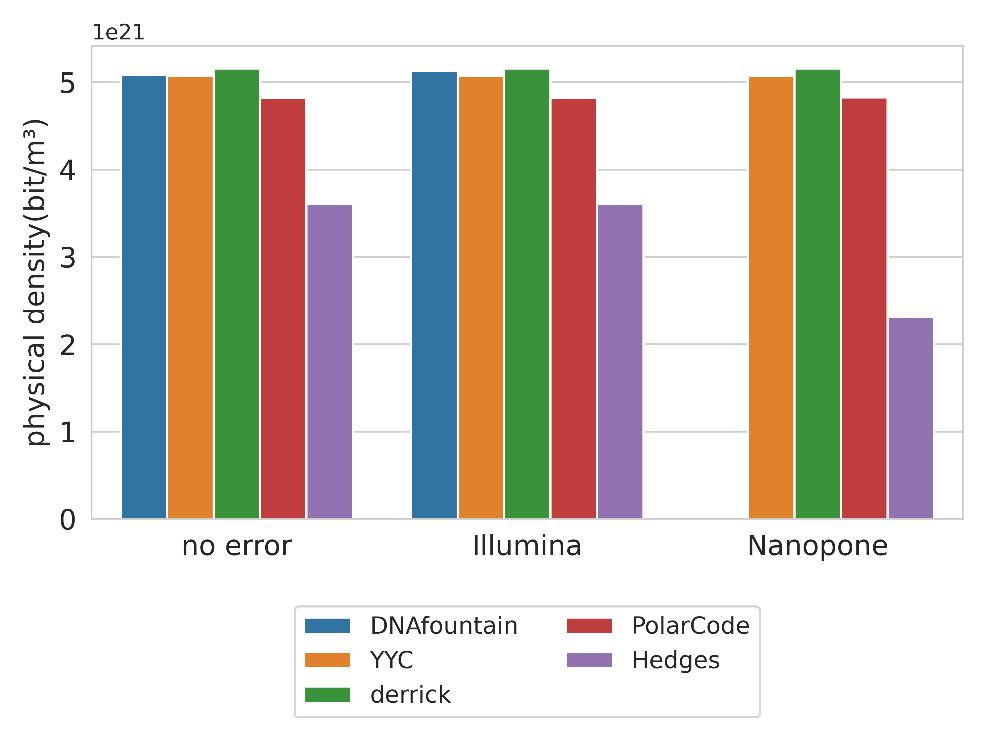 1e21
physical density(bit/m³)
5
4
3
2
1
0
no error
Illumina
Nanopone
DNAfountain
YYC
derrick
PolarCode
Hedges